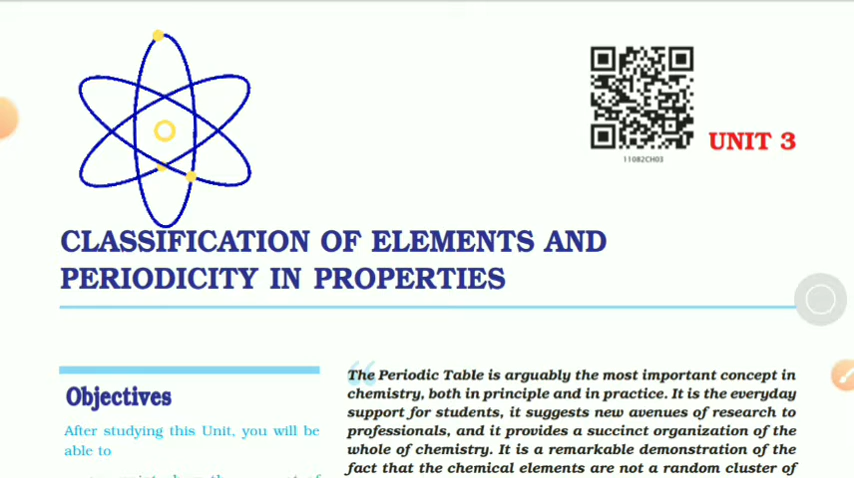 11082CH03
UNIT 3
CLASSIFICATION OF ELEMENTS AND
PERIODICITY IN PROPERTIES
Objectives
After studying this Unit, you will be
able to
The Periodic Table is arguably the most important concept in
chemistry, both in principle and in practice. It is the everyday
support for students, it suggests new avenues of research to
professionals, and it provides a succinct organization of the
whole of chemistry. It is a remarkable demonstration of the
fact that the chemical elements are not a random cluster of